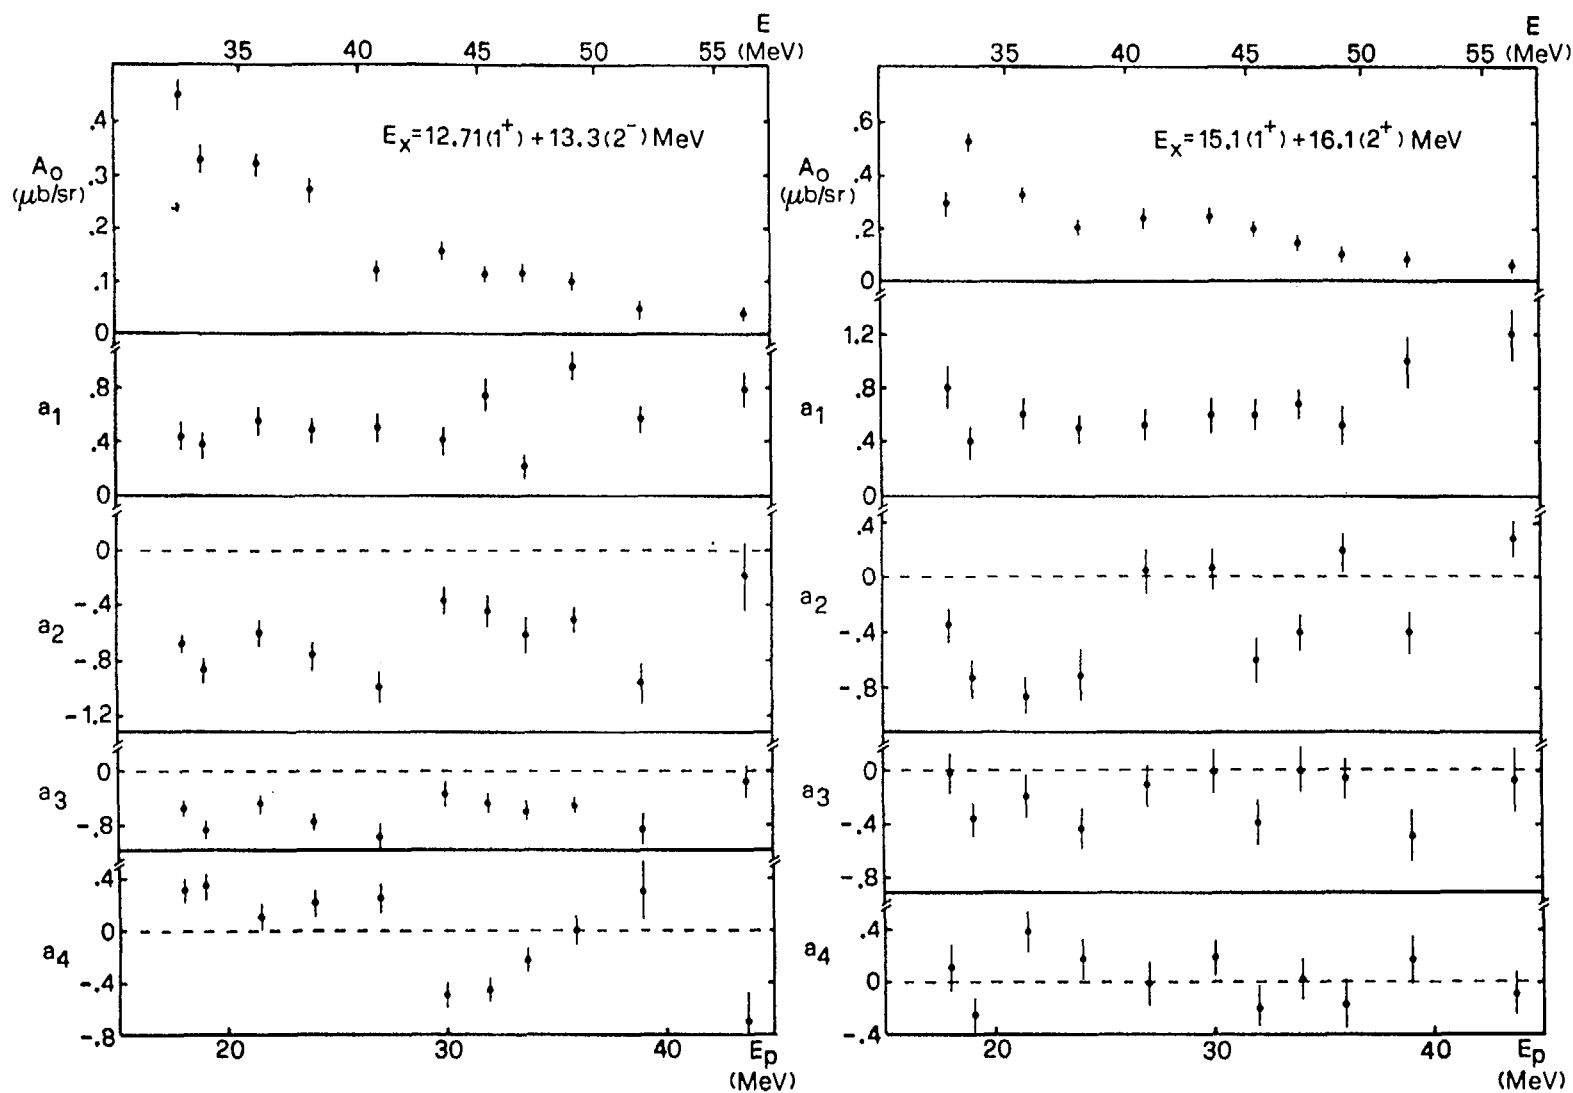 E
35 40 45 50 55 (MeV)
.4
.3
.2
.1
0
A0
(μb/sr)
Ex=12.71(1+)+13.3(2-)MeV
.8
.4
0
a1
0
-.4
-.8
-1.2
a2
0
-.8
a3
.4
0
-.4
-.8
a4
20 30 40 Ep
(MeV)
E
35 40 45 50 55 (MeV)
.6
.4
.2
0
A0
(μb/sr)
Ex=15.1(1+)+16.1(2+) MeV
1.2
.8
.4
0
a1
.4
0
-.4
-.8
a2
0
-.4
-.8
a3
.4
0
-.4
a4
20 30 40 Ep
(MeV)